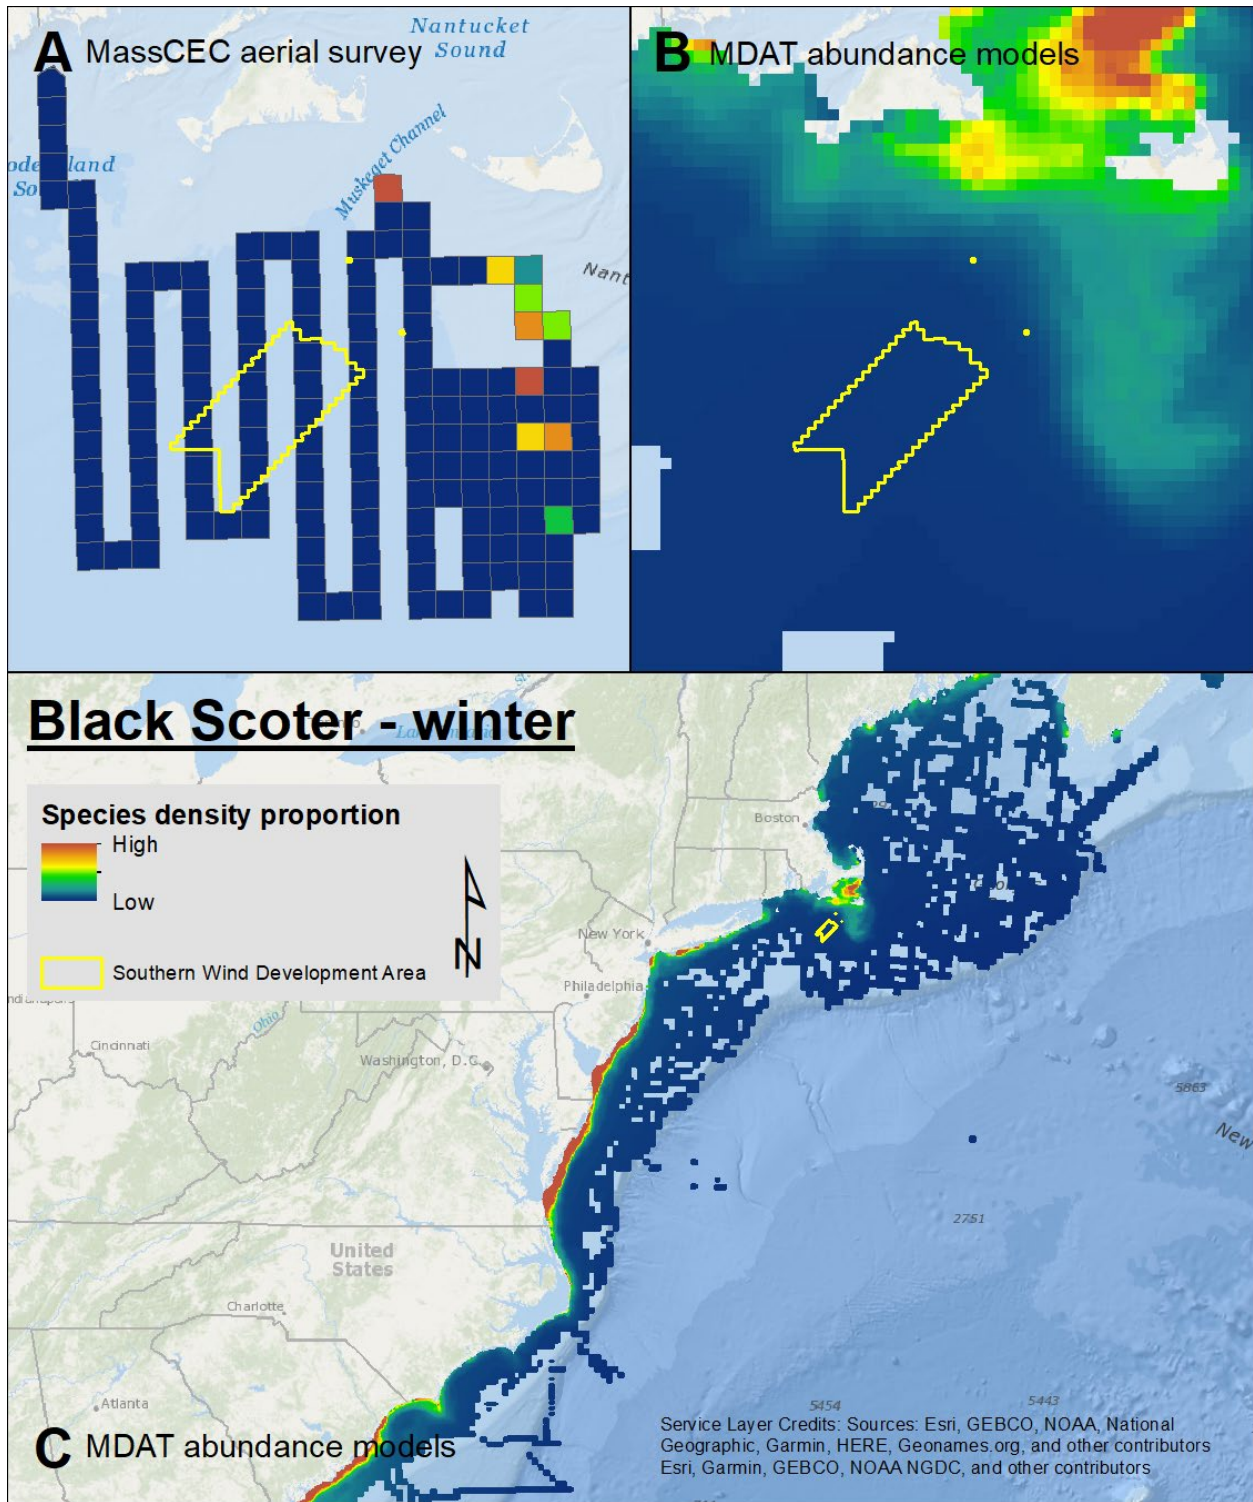 A MassCEC aerial survey
Nantucket
Sound
Muskeget Channel
ode Island
So
Nant
B MDAT abundance models
Black Scoter - winter
Species density proportion
High
Low
N
Southern Wind Development Area
Boston
New York
Philadelphia
Ohio
Cincinnati
Washington, D.C.
5863
New
2751
United
States
Charlotte
Atlanta
5454
5443
C MDAT abundance models
Service Layer Credits: Sources: Esri, GEBCO, NOAA, National
Geographic, Garmin, HERE, Geonames.org, and other contributors
Esri, Garmin, GEBCO, NOAA NGDC, and other contributors